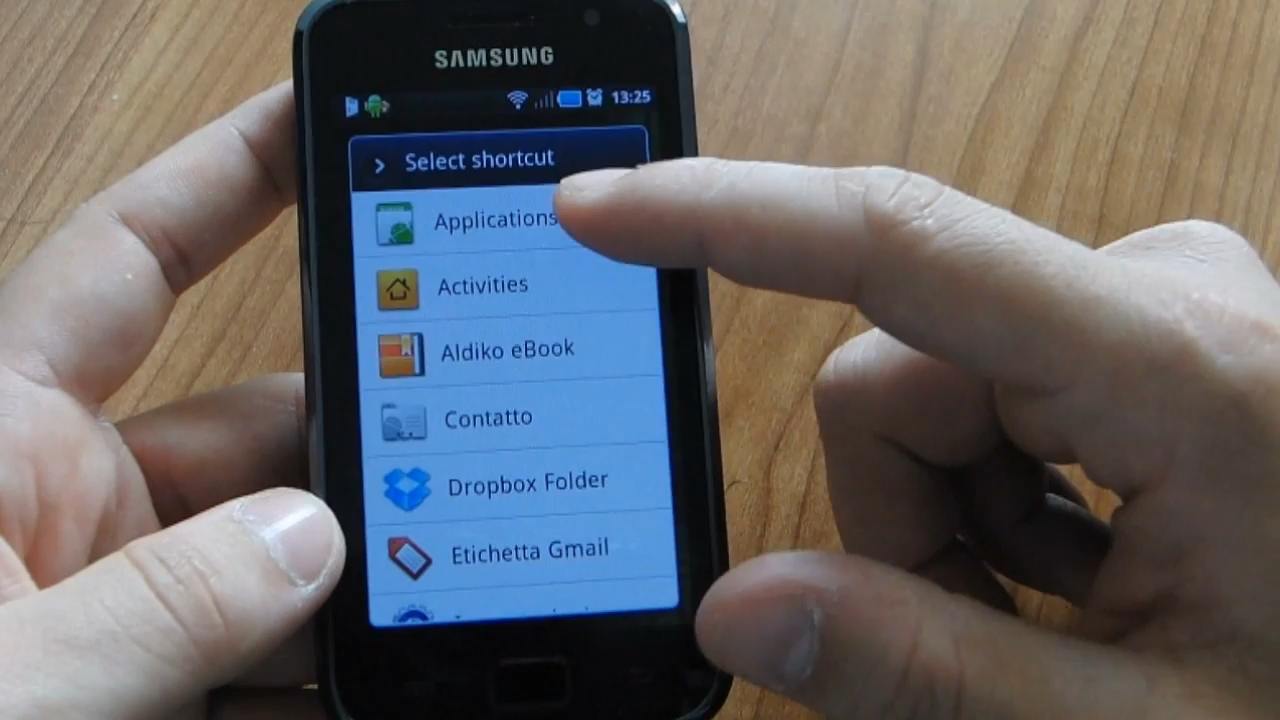 SAMSUNG
13:25
Select shortcut
Applications
Activities
Aldiko eBook
Contatto
Dropbox Folder
Etichetta Gmail